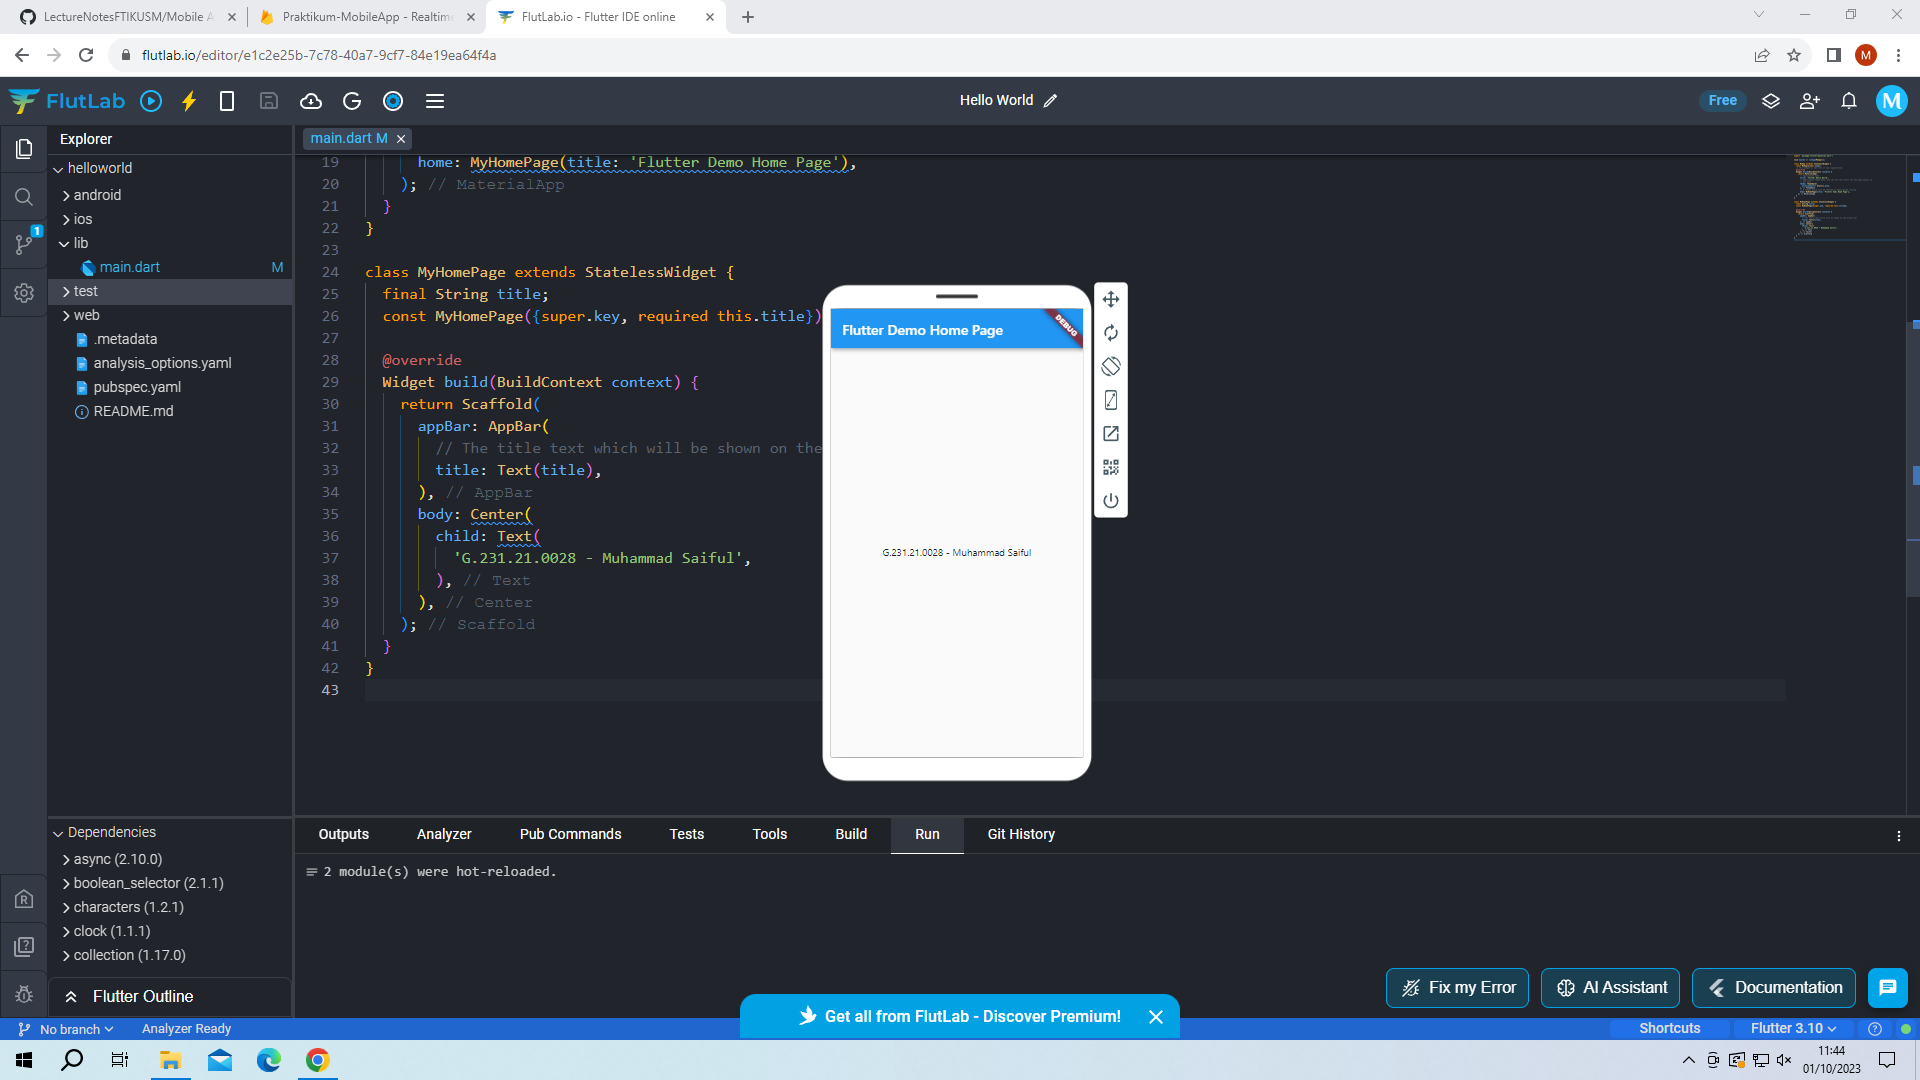 LectureNotesFTIKUSM/Mobile A
Praktikum-MobileApp - Realtime
FlutLab.io - Flutter IDE online
flutlab.io/editor/e1c2e25b-7c78-40a7-9cf7-84e19ea64f4a
M
FlutLab
Hello World
Free
M
Explorer
main.dart M
helloworld
android
ios
lib
main.dart M
test
web
.metadata
analysis_options.yaml
pubspec.yaml
README.md
1
19 home: MyHomePage(title: 'Flutter Demo Home Page'),
20 ); // MaterialApp
21 }
22 }
23
24 class MyHomePage extends StatelessWidget {
25 final String title;
26 const MyHomePage({super.key, required this.title})
27
28 @override
29 Widget build(BuildContext context) {
30 return Scaffold(
31 appBar: AppBar(
32 // The title text which will be shown on the
33 title: Text(title),
34 ), // AppBar
35 body: Center(
36 child: Text(
37 'G.231.21.0028 - Muhammad Saiful',
38 ), // Text
39 ), // Center
40 ); // Scaffold
41 }
42 }
43
Flutter Demo Home Page
DEBUG
G.231.21.0028 - Muhammad Saiful
Dependencies
async (2.10.0)
boolean_selector (2.1.1)
characters (1.2.1)
clock (1.1.1)
collection (1.17.0)
Flutter Outline
Outputs Analyzer Pub Commands Tests Tools Build Run Git History
2 module(s) were hot-reloaded.
Fix my Error
AI Assistant
Documentation
Get all from FlutLab - Discover Premium!
No branch
Analyzer Ready
Shortcuts
Flutter 3.10
11:44
01/10/2023